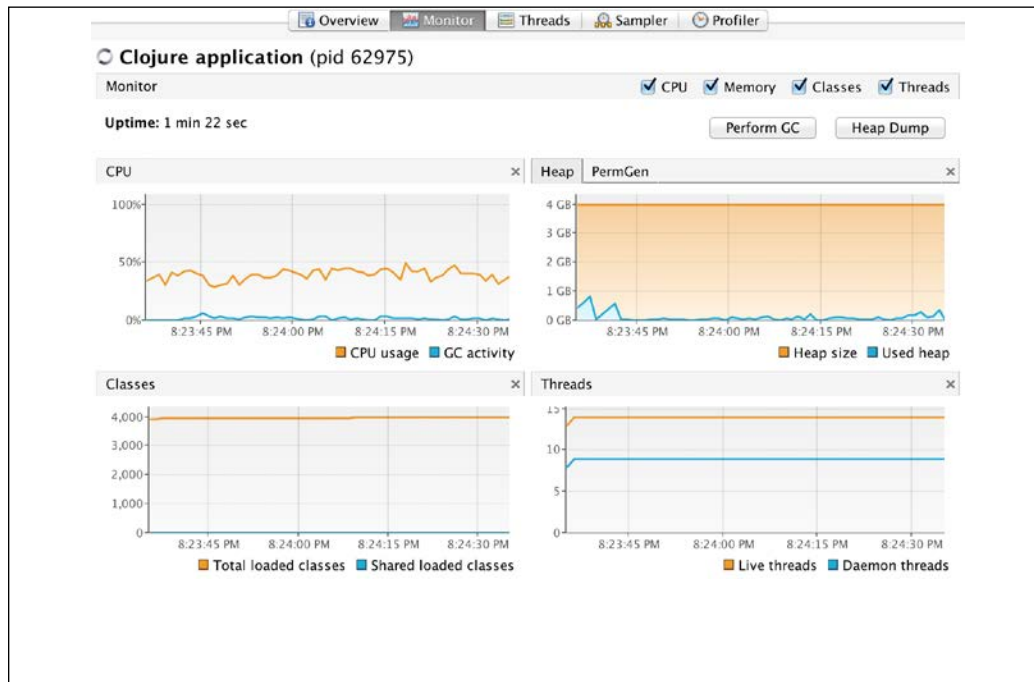 Overview Monitor Threads Sampler Profiler
Clojure application (pid 62975)
Monitor CPU Memory Classes Threads
Uptime: 1 min 22 sec Perform GC Heap Dump
CPU
100%
50%
0%
8:23:45 PM 8:24:00 PM 8:24:15 PM 8:24:30 PM
CPU usage GC activity
Heap PermGen
4 GB
3 GB
2 GB
1 GB
0 GB
8:23:45 PM 8:24:00 PM 8:24:15 PM 8:24:30 PM
Heap size Used heap
Classes
4,000
3,000
2,000
1,000
0
8:23:45 PM 8:24:00 PM 8:24:15 PM 8:24:30 PM
Total loaded classes Shared loaded classes
Threads
15
10
5
0
8:23:45 PM 8:24:00 PM 8:24:15 PM 8:24:30 PM
Live threads Daemon threads